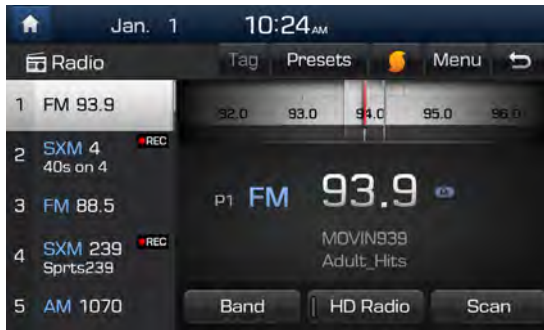 Jan. 1 10:24 AM
Radio Tag Presets Menu
1 FM 93.9
92.0 93.0 94.0 95.0 96.0
2 SXM 4 REC
40s on 4
3 FM 88.5
P1 FM 93.9
MOVIN939
Adult_Hits
4 SXM 239 REC
Sprts239
5 AM 1070
Band HD Radio Scan